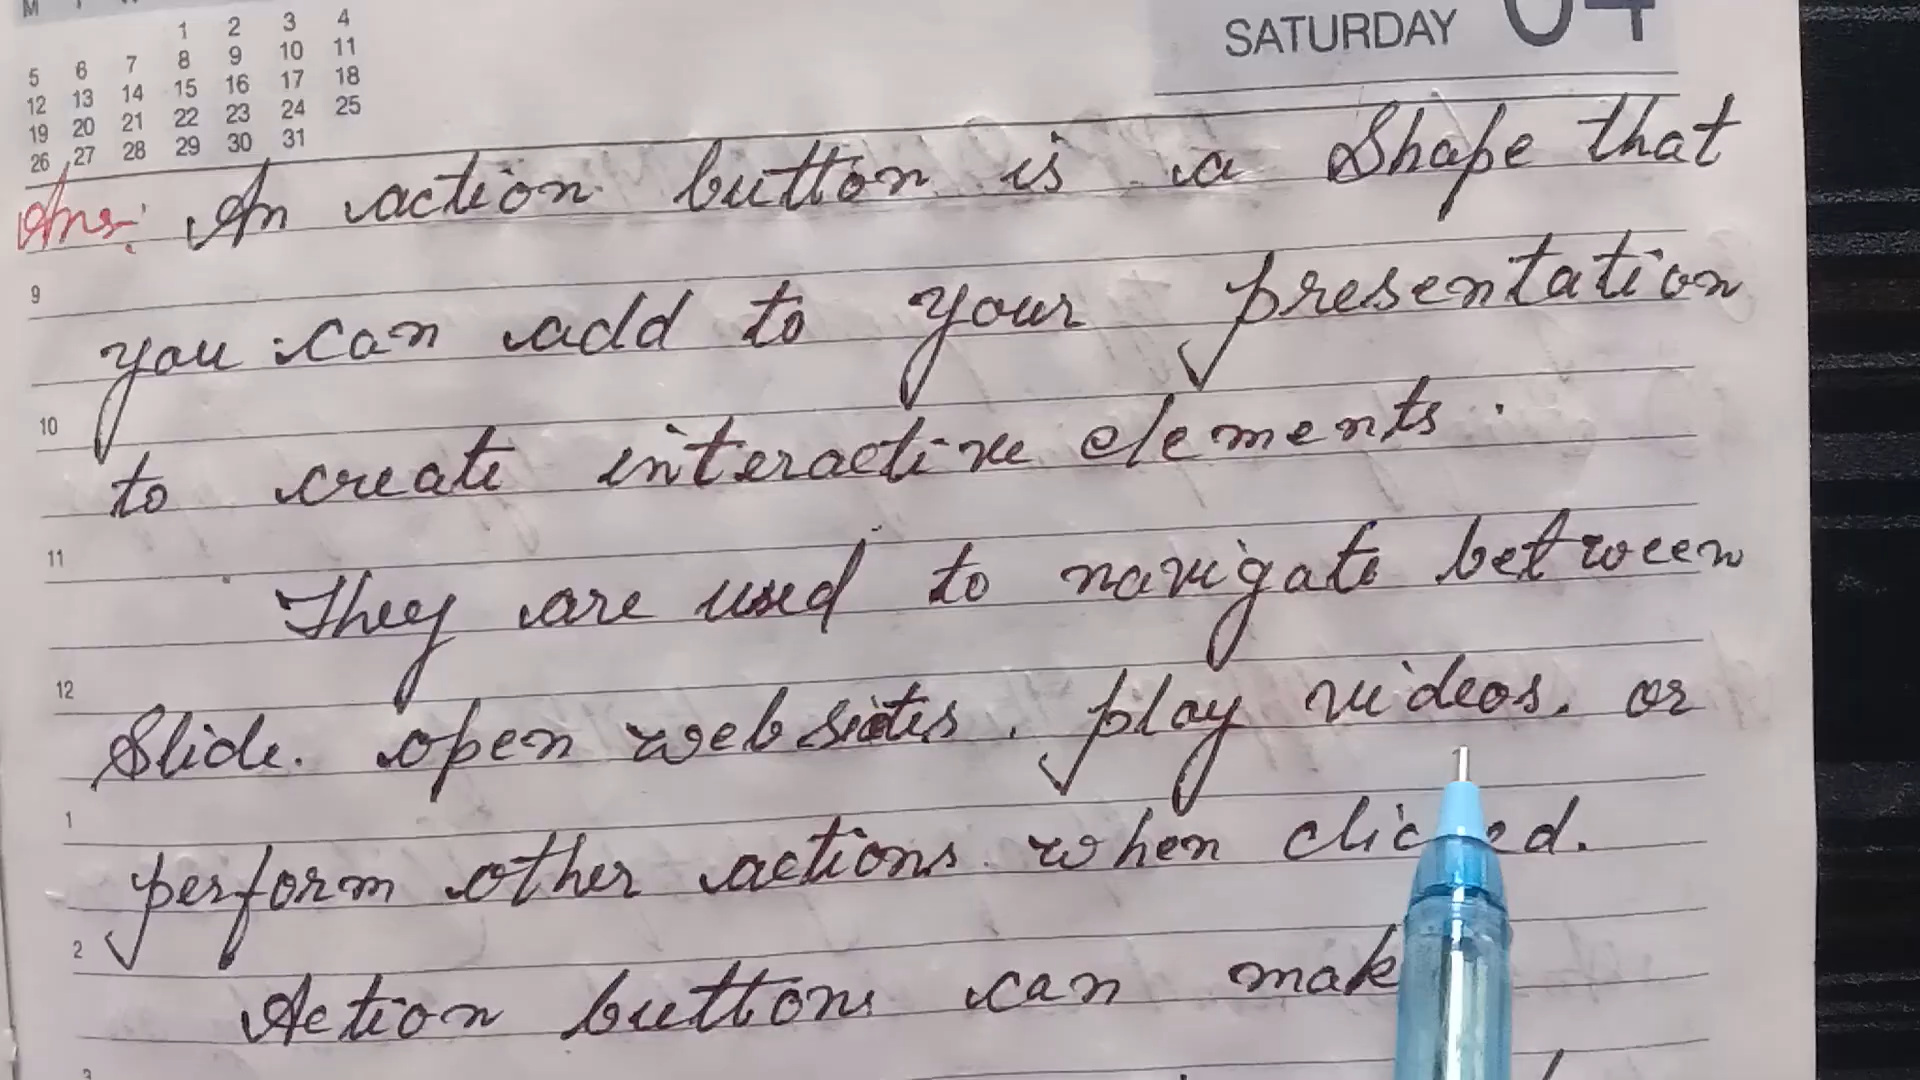 M T
1 2 3 4
5 6 7 8 9 10 11
12 13 14 15 16 17 18
19 20 21 22 23 24 25
26 27 28 29 30 31
SATURDAY 04
Ans:- An action button is a Shape that
9
you can add to your presentation
10
to create interactive elements.
11
They are used to navigate between
12
Slide. open websites, play videos, or
1
perform other actions when clicked.
2
Action buttons can mak
3